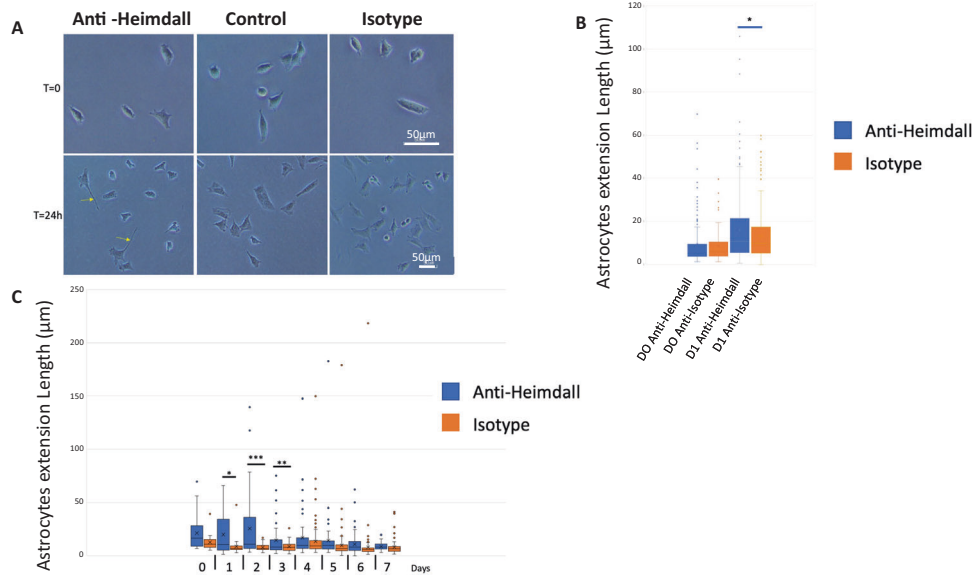 A
Anti -Heimdall
Control
Isotype
T=0
50µm
T=24h
50µm
B
Astrocytes extension Length (µm)
120
100
80
60
40
20
0
*
DO Anti-Heimdall
DO Anti-Isotype
D1 Anti-Heimdall
D1 Anti-Isotype
Anti-Heimdall
Isotype
C
Astrocytes extension Length (µm)
250
200
150
100
50
0
*
***
**
0 1 2 3 4 5 6 7 Days
Anti-Heimdall
Isotype